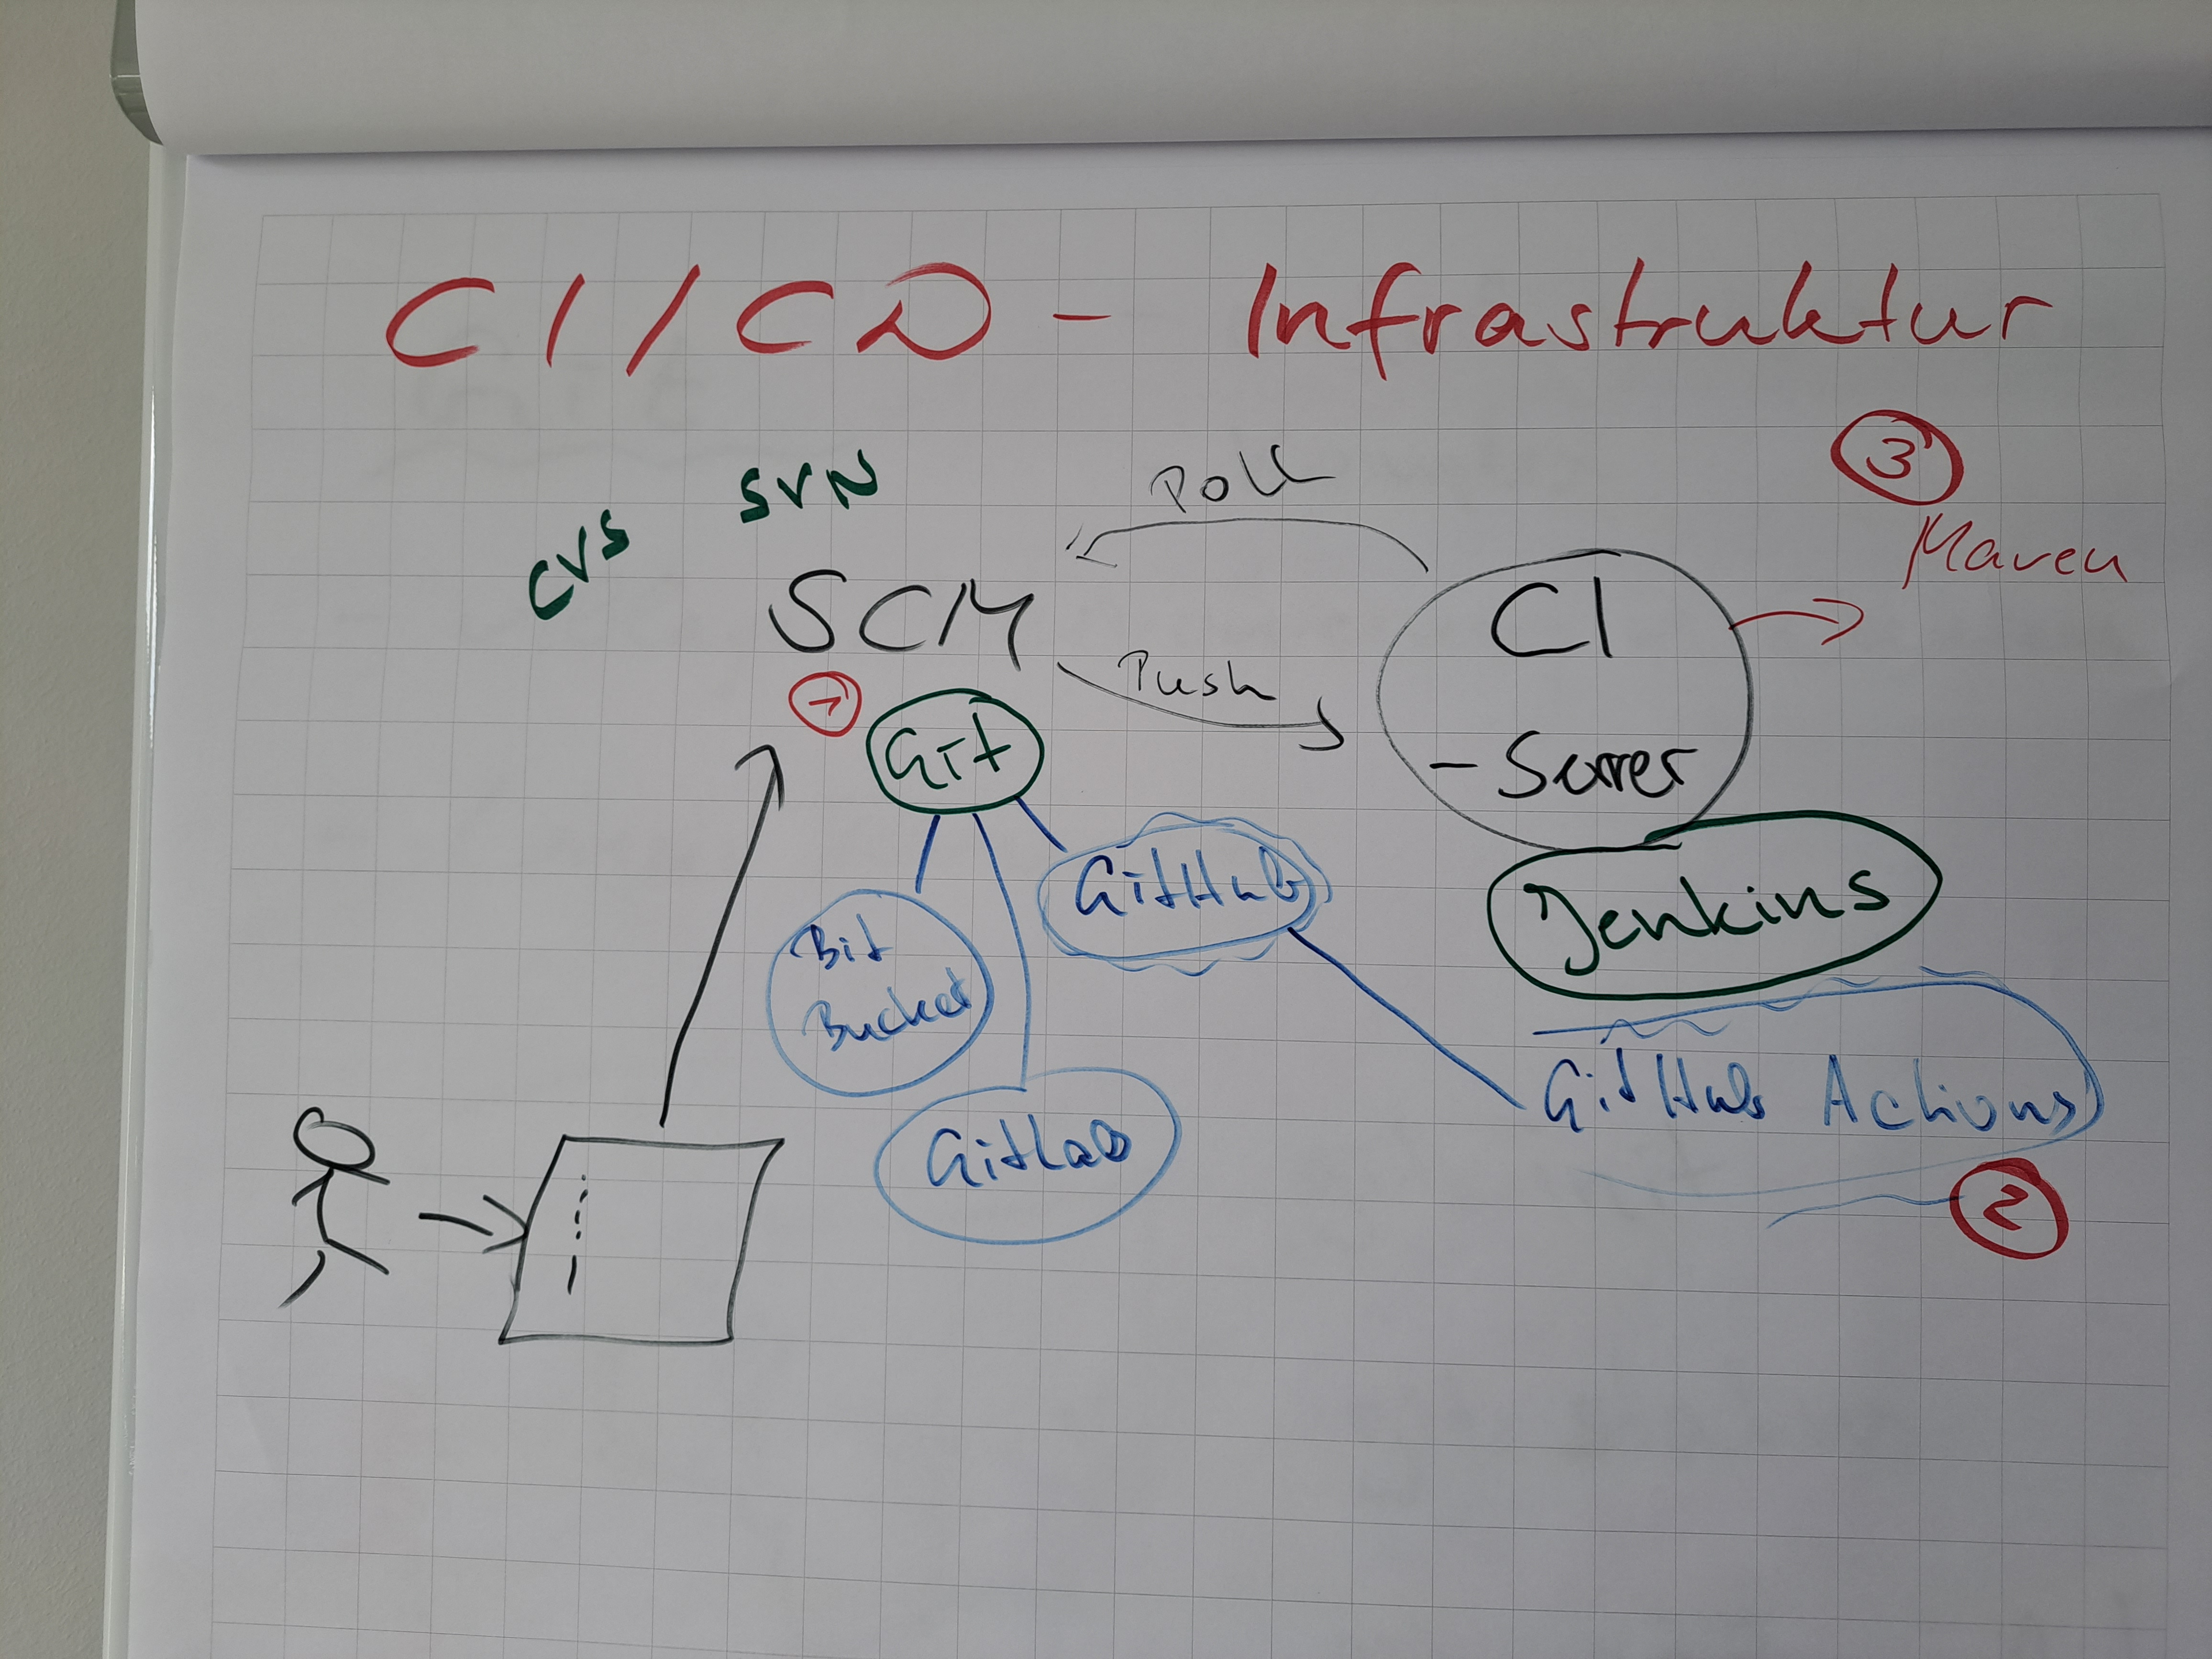 CI/CD - Infrastruktur
3
Maven
SVN
CVS
Poll
SCM
Push
CI
- Server
1
Git
GitHub
Jenkins
Bit
Bucket
GitLab
GitHub Actions
2